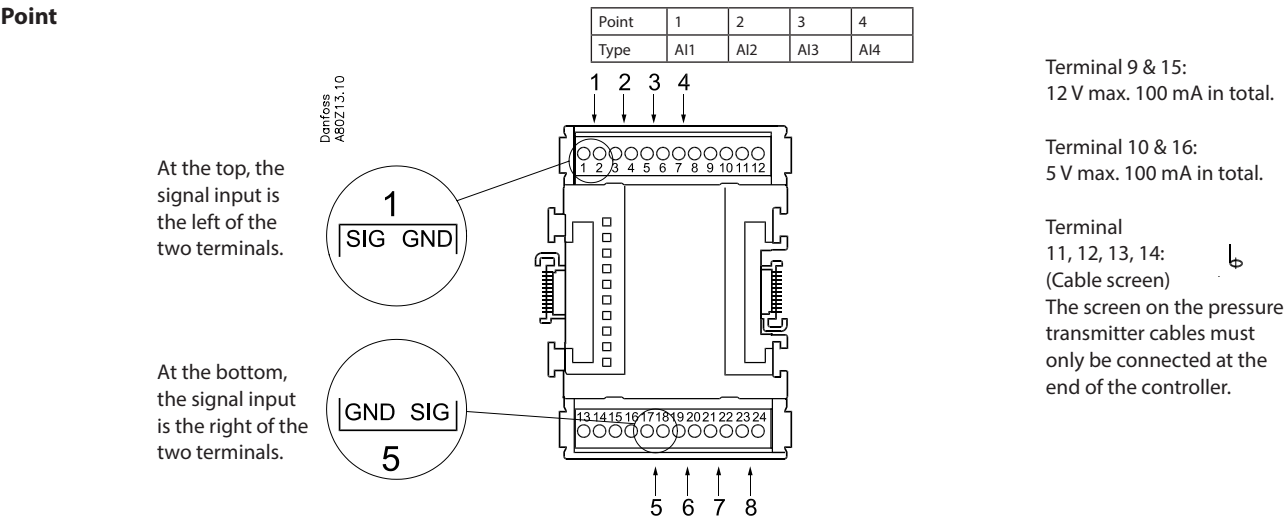 Point
Point 1 2 3 4
Type AI1 AI2 AI3 AI4
1 2 3 4
Danfoss
A80Z13.10
At the top, the
signal input is
the left of the
two terminals.
1
SIG GND
1 2 3 4 5 6 7 8 9 10 11 12
At the bottom,
the signal input
is the right of the
two terminals.
GND SIG
5
13 14 15 16 17 18 19 20 21 22 23 24
5 6 7 8
Terminal 9 & 15:
12 V max. 100 mA in total.
Terminal 10 & 16:
5 V max. 100 mA in total.
Terminal
11, 12, 13, 14:
(Cable screen)
The screen on the pressure
transmitter cables must
only be connected at the
end of the controller.